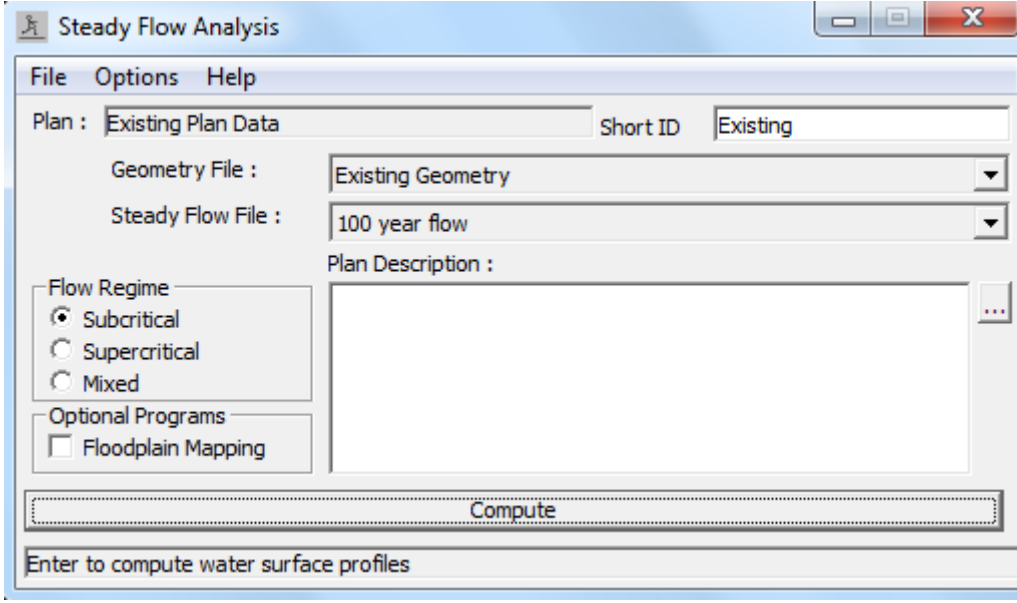 Steady Flow Analysis
File Options Help
Plan : Existing Plan Data Short ID Existing
Geometry File : Existing Geometry
Steady Flow File : 100 year flow
Plan Description :
Flow Regime
Subcritical
Supercritical
Mixed
Optional Programs
Floodplain Mapping
...
Compute
Enter to compute water surface profiles